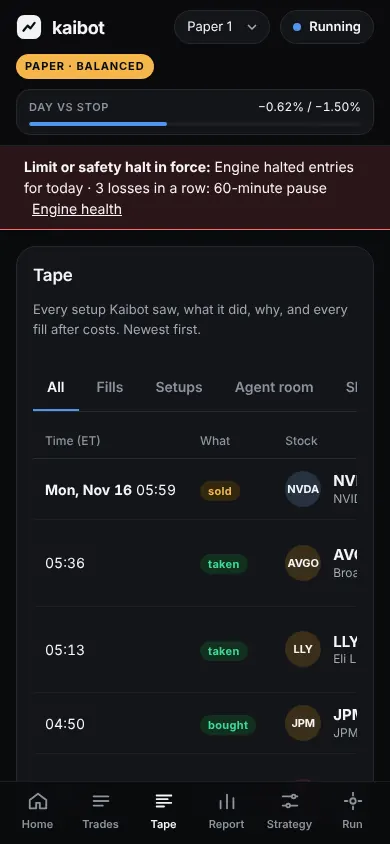 kaibot
Paper 1
Running
PAPER · BALANCED
DAY VS STOP
−0.62% / −1.50%
Limit or safety halt in force: Engine halted entries
for today · 3 losses in a row: 60-minute pause
Engine health
Tape
Every setup Kaibot saw, what it did, why, and every
fill after costs. Newest first.
All Fills Setups Agent room
Time (ET) What Stock
Mon, Nov 16 05:59 sold NVDA
05:36 taken AVGO
05:13 taken LLY LLY
Eli L
04:50 bought JPM
JPM
Home Trades Tape Report Strategy Run